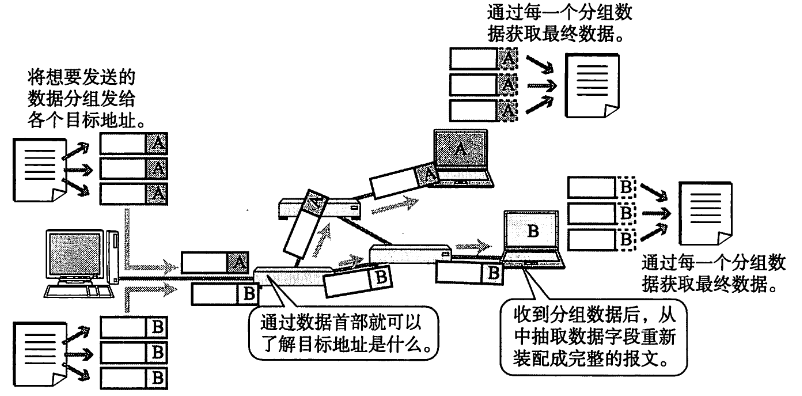 通过每一个分组数
据获取最终数据。
将想要发送的
数据分组发给
各个目标地址。
A
A
A
A
A
A
A
A
A
A
B
B
B
B
B
B
B
B
B
B
通过每一个分组数
据获取最终数据。
通过数据首部就可以
了解目标地址是什么。
收到分组数据后，从
中抽取数据字段重新
装配成完整的报文。